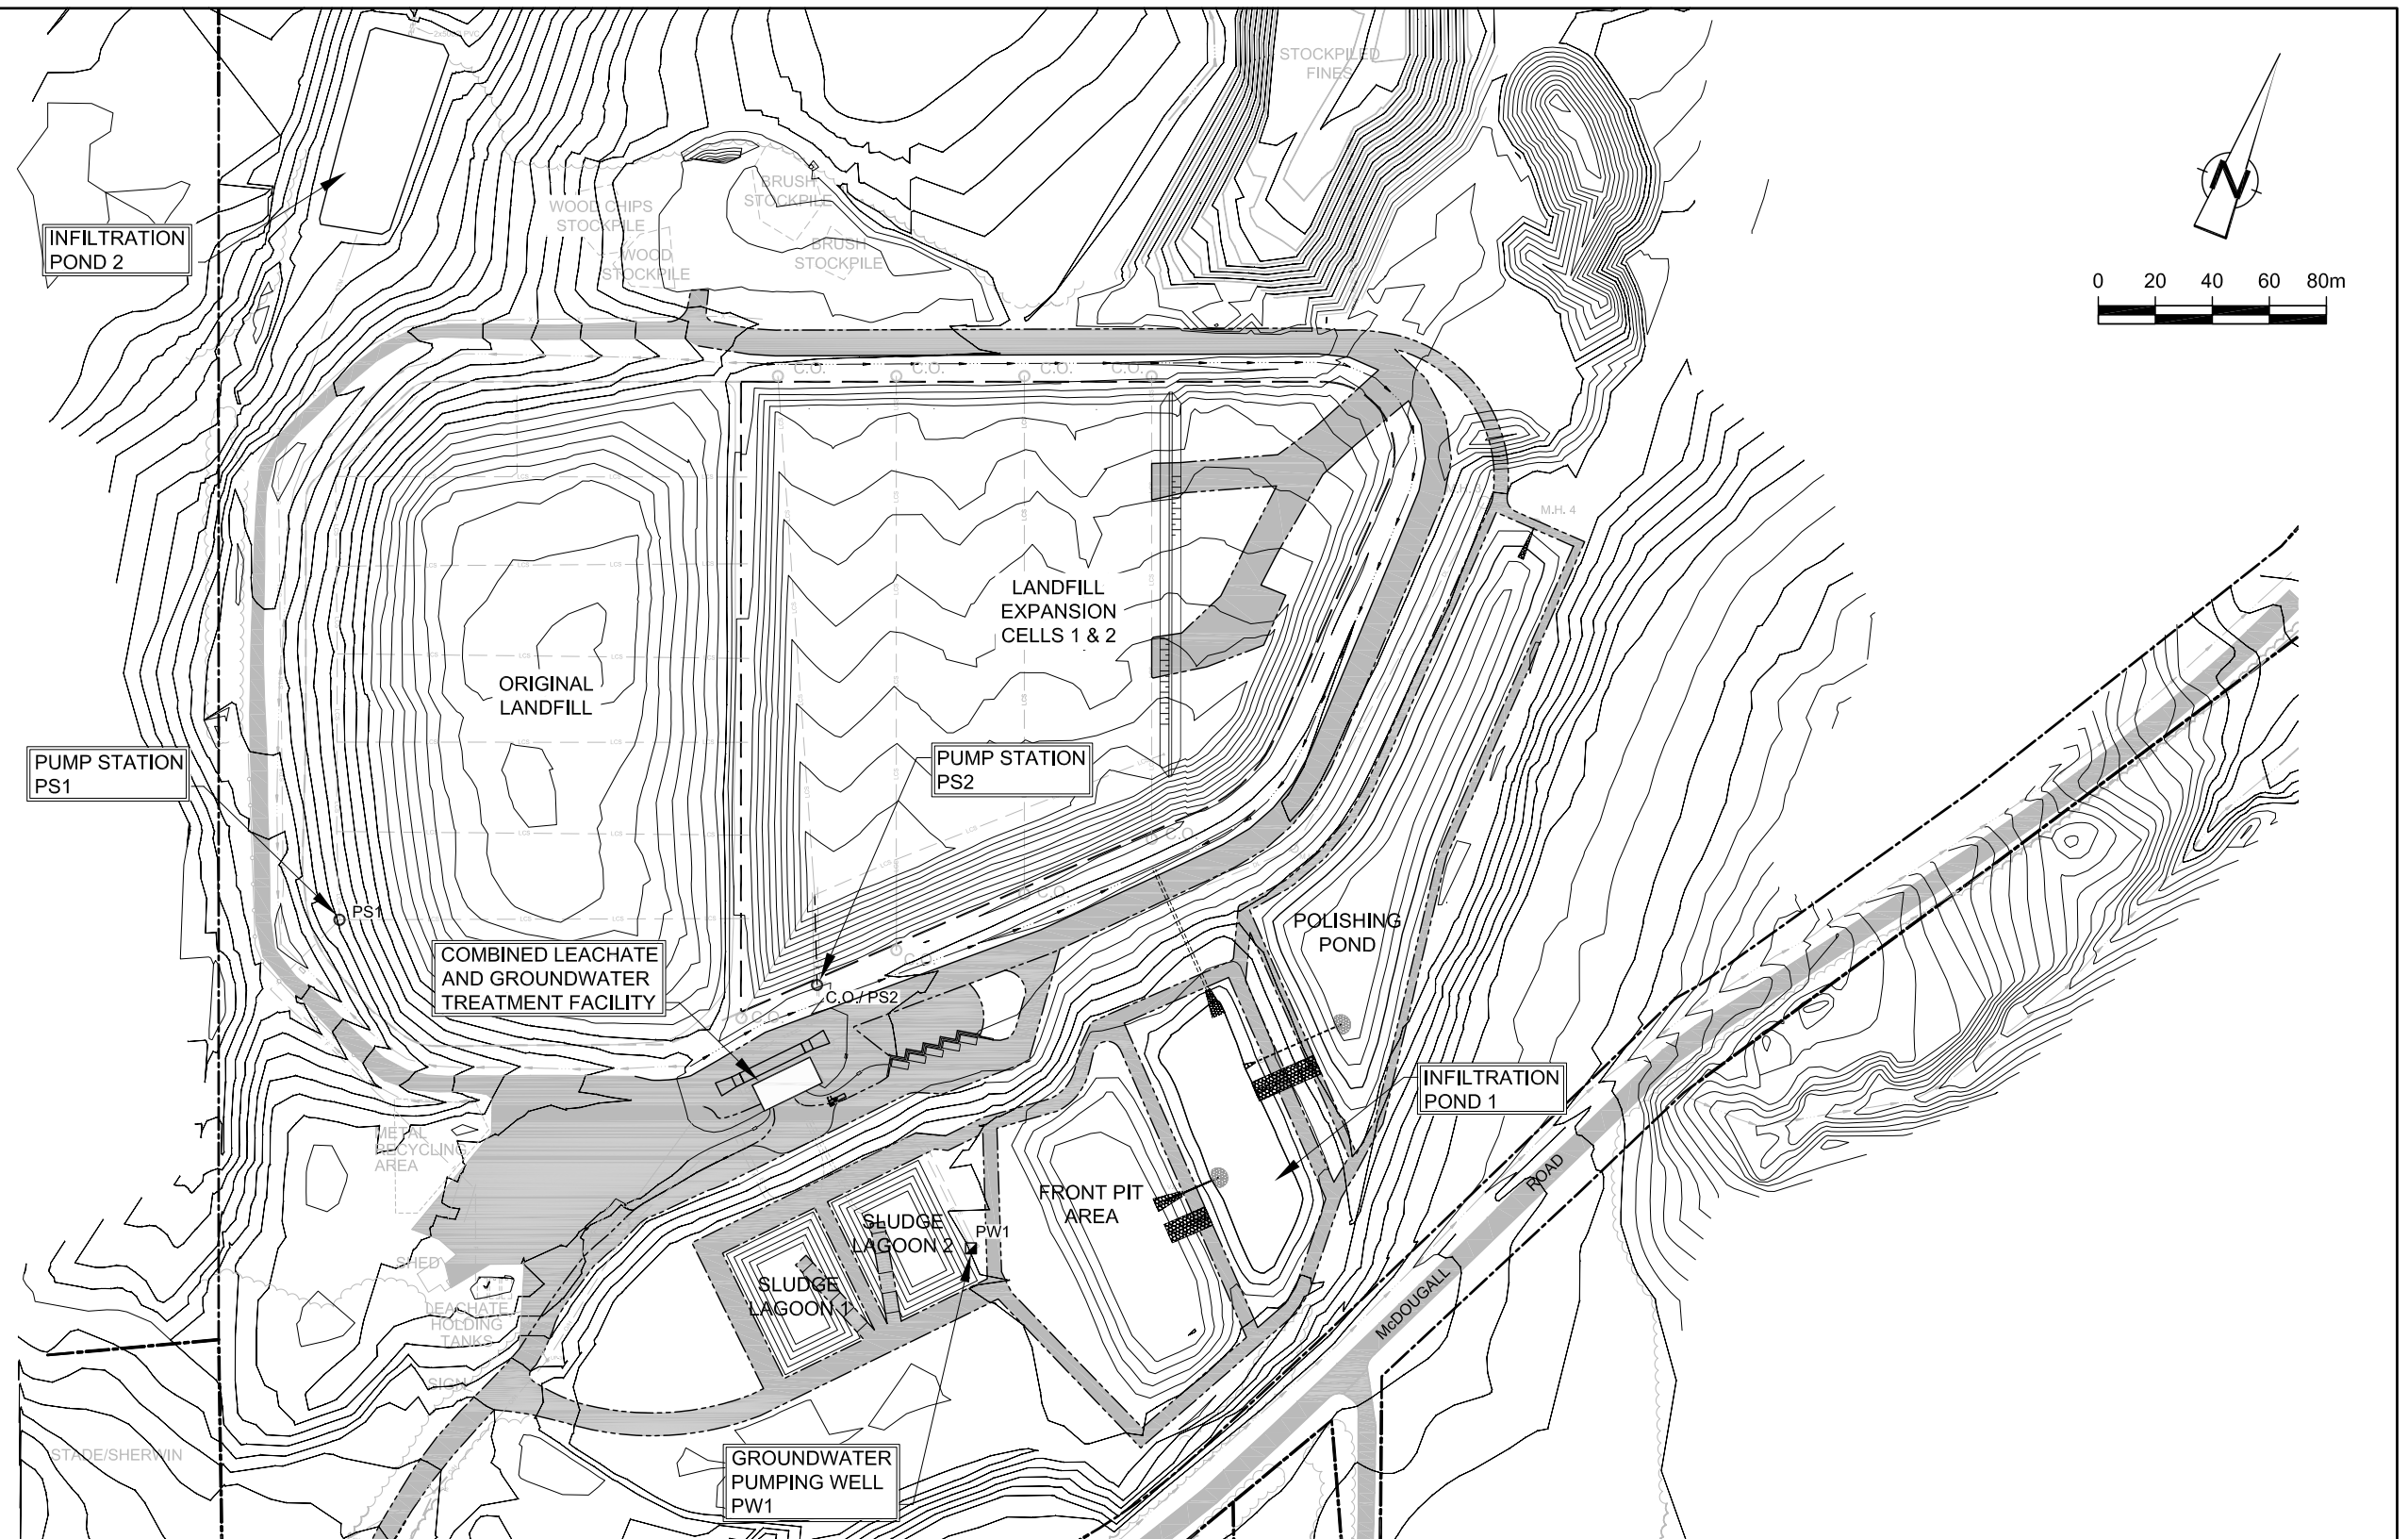 2x50 PVC
STOCKPILED
FINES
N
0 20 40 60 80m
INFILTRATION
POND 2
WOOD CHIPS
STOCKPILE
BRUSH
STOCKPILE
WOOD
STOCKPILE
BRUSH
STOCKPILE
C.O.
C.O.
C.O.
C.O.
M.H. 4
LANDFILL
EXPANSION
CELLS 1 & 2
ORIGINAL
LANDFILL
LCS
PUMP STATION
PS1
PUMP STATION
PS2
C.O.
C.O.
PS1
POLISHING
POND
COMBINED LEACHATE
AND GROUNDWATER
TREATMENT FACILITY
C.O.
C.O./PS2
C.O.
INFILTRATION
POND 1
METAL
RECYCLING
AREA
FRONT PIT
AREA
SLUDGE
LAGOON 2
PW1
SLUDGE
LAGOON 1
SHED
LEACHATE
HOLDING
TANKS
SIGN
McDOUGALL
ROAD
STADE/SHERWIN
GROUNDWATER
PUMPING WELL
PW1